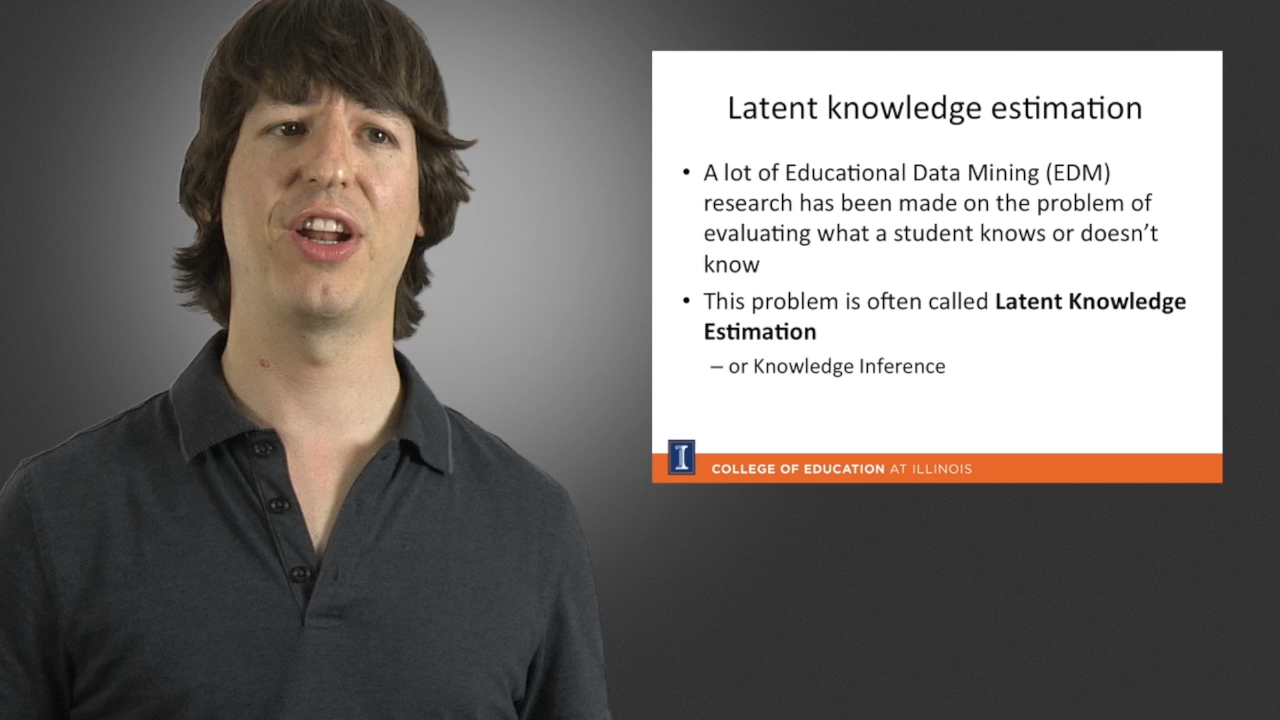 Latent knowledge estimation
• A lot of Educational Data Mining (EDM)
research has been made on the problem of
evaluating what a student knows or doesn’t
know
• This problem is often called Latent Knowledge
Estimation
– or Knowledge Inference
I
COLLEGE OF EDUCATION AT ILLINOIS